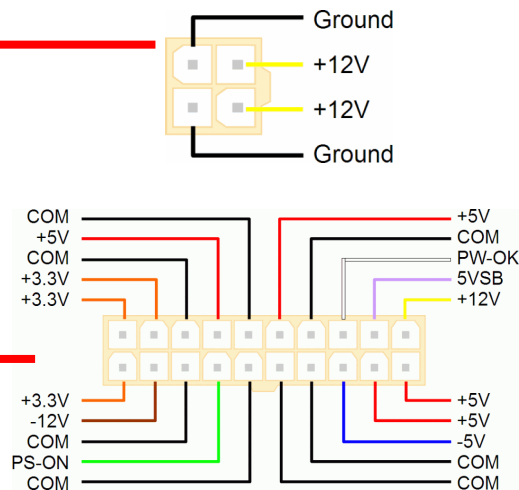 Ground
+12V
+12V
Ground
COM
+5V
COM
+3.3V
+3.3V
+5V
COM
PW-OK
5VSB
+12V
+3.3V
-12V
COM
PS-ON
COM
+5V
+5V
-5V
COM
COM